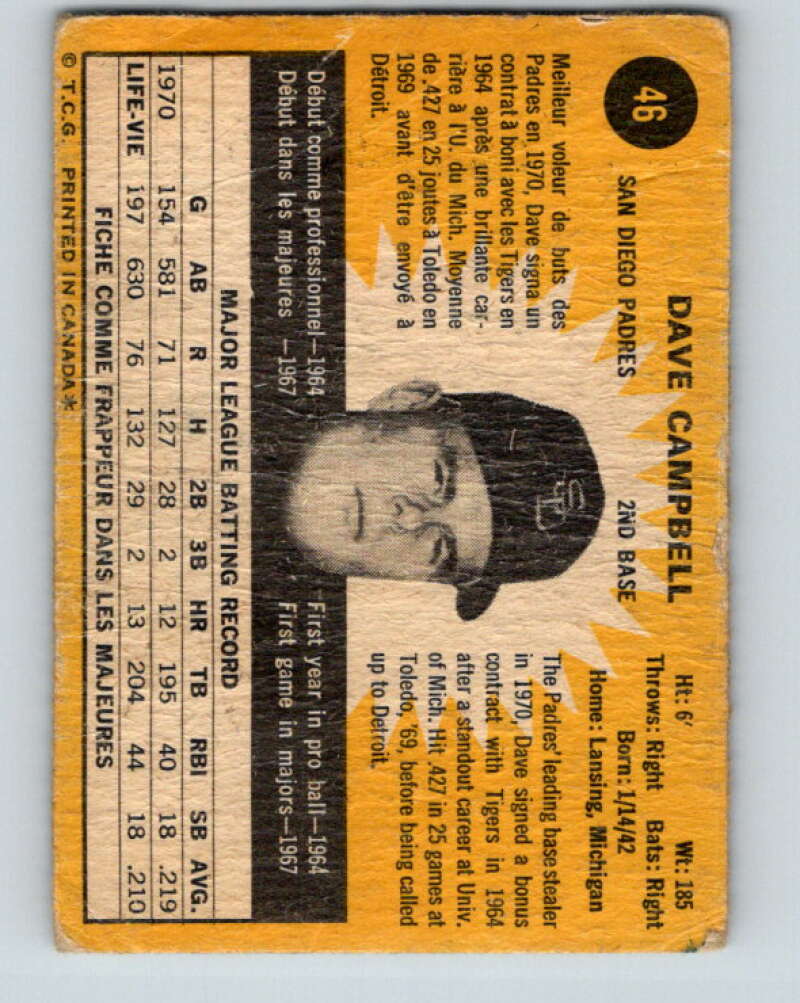 46
DAVE CAMPBELL
SAN DIEGO PADRES 2ND BASE
Ht: 6' Wt: 185
Throws: Right Bats: Right
Born: 1/14/42
Home: Lansing, Michigan
Meilleur voleur de buts des
Padres en 1970, Dave signa un
contrat à boni avec les Tigers en
1964 après une brillante car-
rière à l'U. du Mich. Moyenne
de .427 en 25 joutes à Toledo en
1969 avant d'être envoyé à
Détroit.
SD
The Padres' leading base stealer
in 1970, Dave signed a bonus
contract with Tigers in 1964
after a standout career at Univ.
of Mich. Hit .427 in 25 games at
Toledo, '69, before being called
up to Detroit.
Début comme professionnel—1964
Début dans les majeures —1967
First year in pro ball—1964
First game in majors—1967
MAJOR LEAGUE BATTING RECORD
G AB R H 2B 3B HR TB RBI SB AVG.
1970 154 581 71 127 28 2 12 195 40 18 .219
LIFE-VIE 197 630 76 132 29 2 13 204 44 18 .210
FICHE COMME FRAPPEUR DANS LES MAJEURES
© T.C.G. PRINTED IN CANADA*